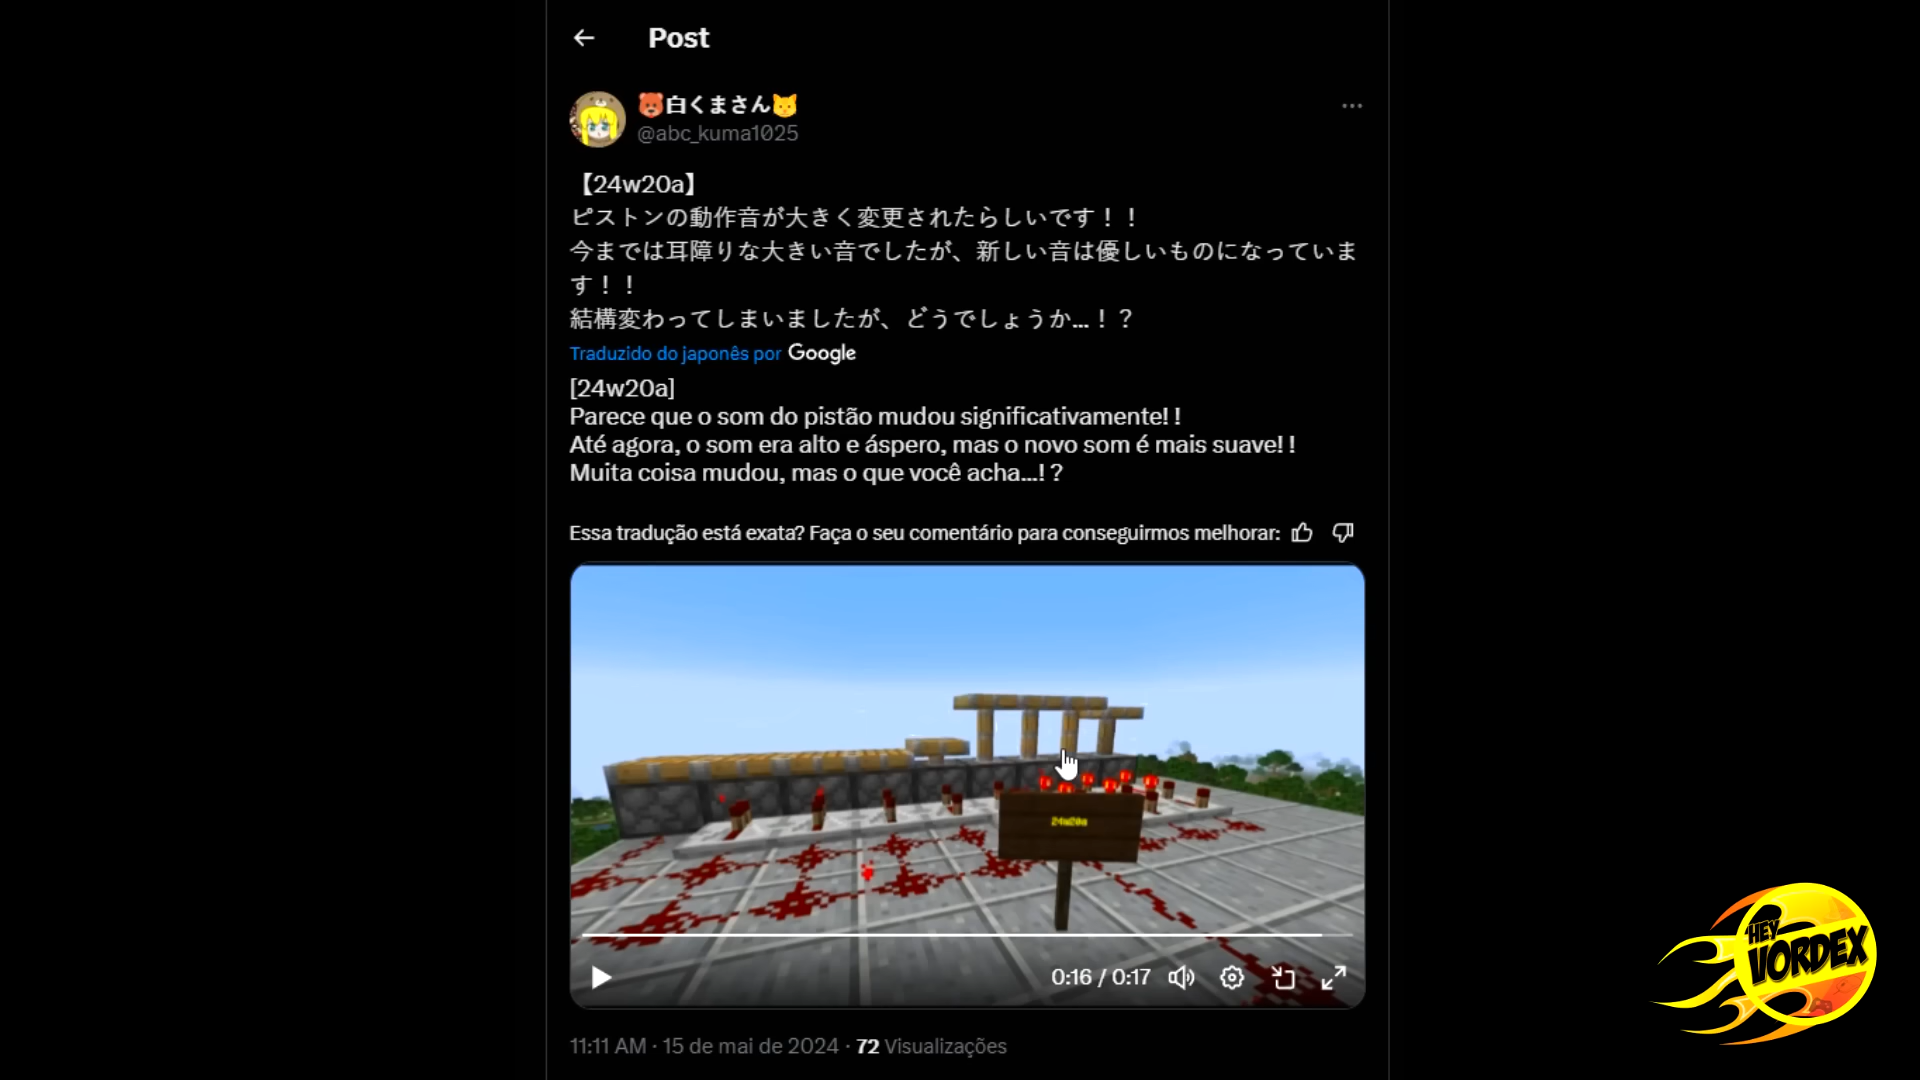 Post
🐻白くまさん🐱
@abc_kuma1025
【24w20a】
ピストンの動作音が大きく変更されたらしいです！！
今までは耳障りな大きい音でしたが、新しい音は優しいものになっていま
す！！
結構変わってしまいましたが、どうでしょうか...！？
Traduzido do japonês por Google
[24w20a]
Parece que o som do pistão mudou significativamente! !
Até agora, o som era alto e áspero, mas o novo som é mais suave! !
Muita coisa mudou, mas o que você acha...! ?
Essa tradução está exata? Faça o seu comentário para conseguirmos melhorar:
24w20a
0:16 / 0:17
HEY
VORDEX
11:11 AM · 15 de mai de 2024 · 72 Visualizações